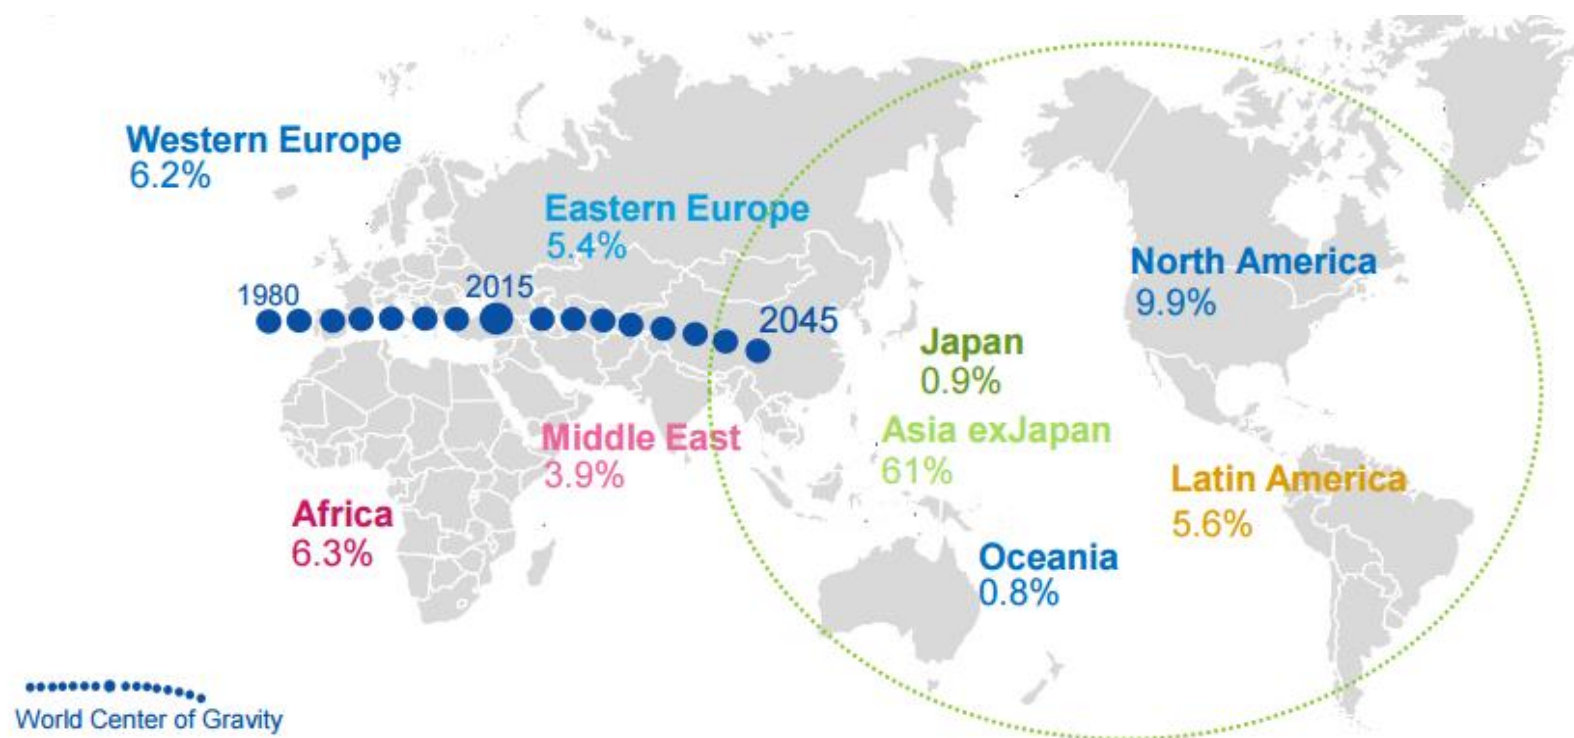 Western Europe
6.2%
Eastern Europe
5.4%
1980
2015
2045
North America
9.9%
Japan
0.9%
Asia exJapan
61%
Middle East
3.9%
Latin America
5.6%
Africa
6.3%
Oceania
0.8%
World Center of Gravity